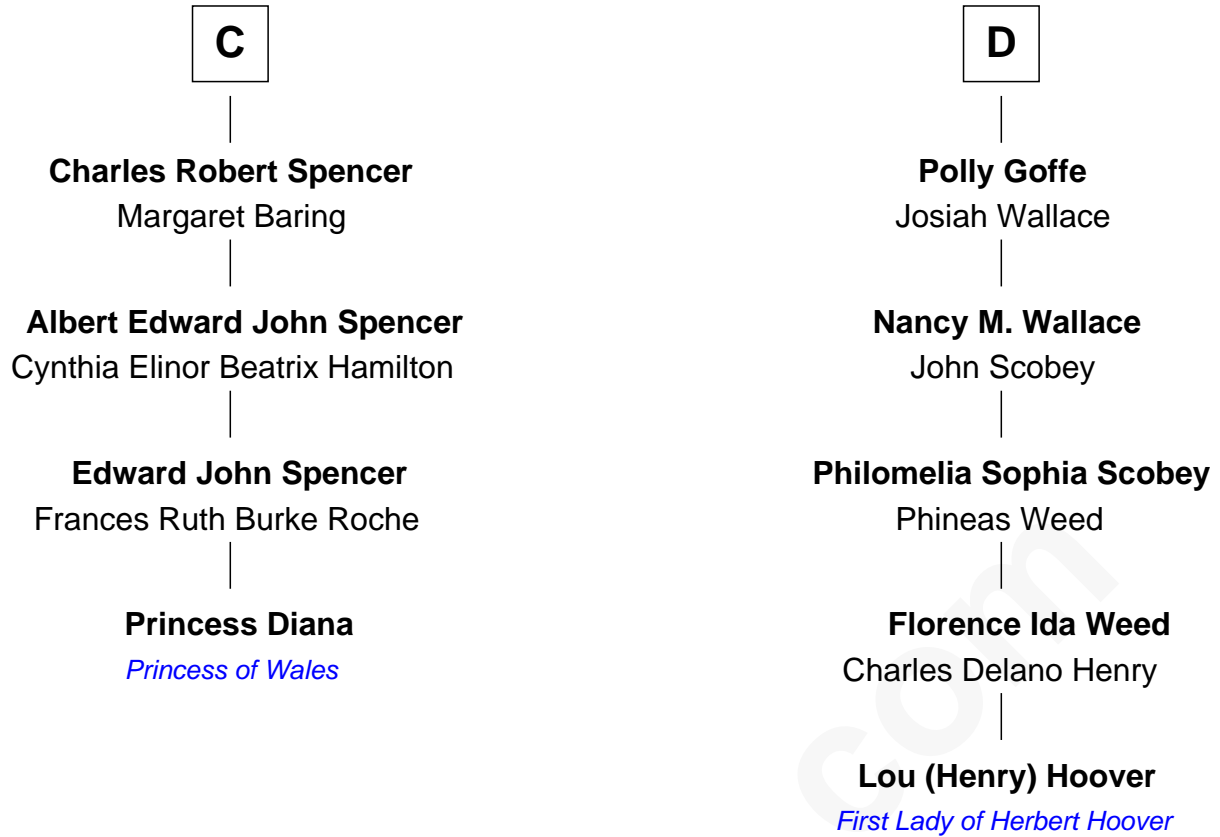 C
Charles Robert Spencer
Margaret Baring
Albert Edward John Spencer
Cynthia Elinor Beatrix Hamilton
Edward John Spencer
Frances Ruth Burke Roche
Princess Diana
Princess of Wales
D
Polly Goffe
Josiah Wallace
Nancy M. Wallace
John Scobey
Philomelia Sophia Scobey
Phineas Weed
Florence Ida Weed
Charles Delano Henry
Lou (Henry) Hoover
First Lady of Herbert Hoover
com